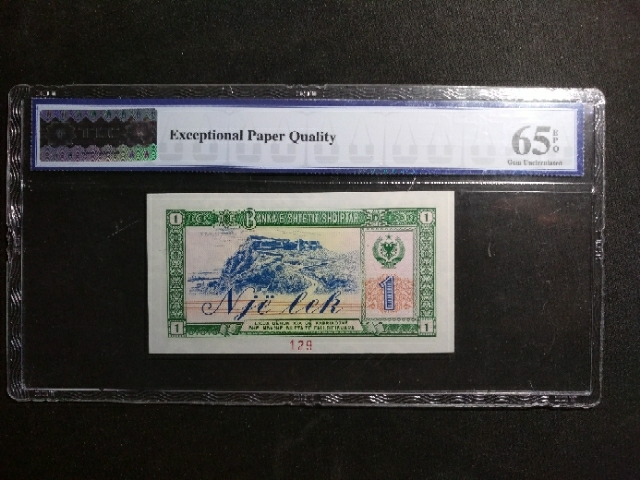 Exceptional Paper Quality
65 EPQ
Gem Uncirculated
1
BANKA E SHTETIT SHQIPTAR
1
Një lek
1
1
1
129